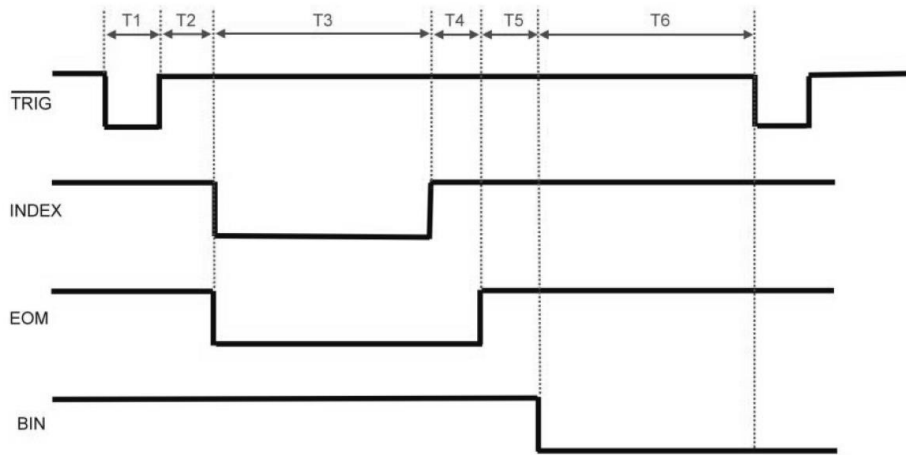 T1 T2 T3 T4 T5 T6
TRIG
INDEX
EOM
BIN